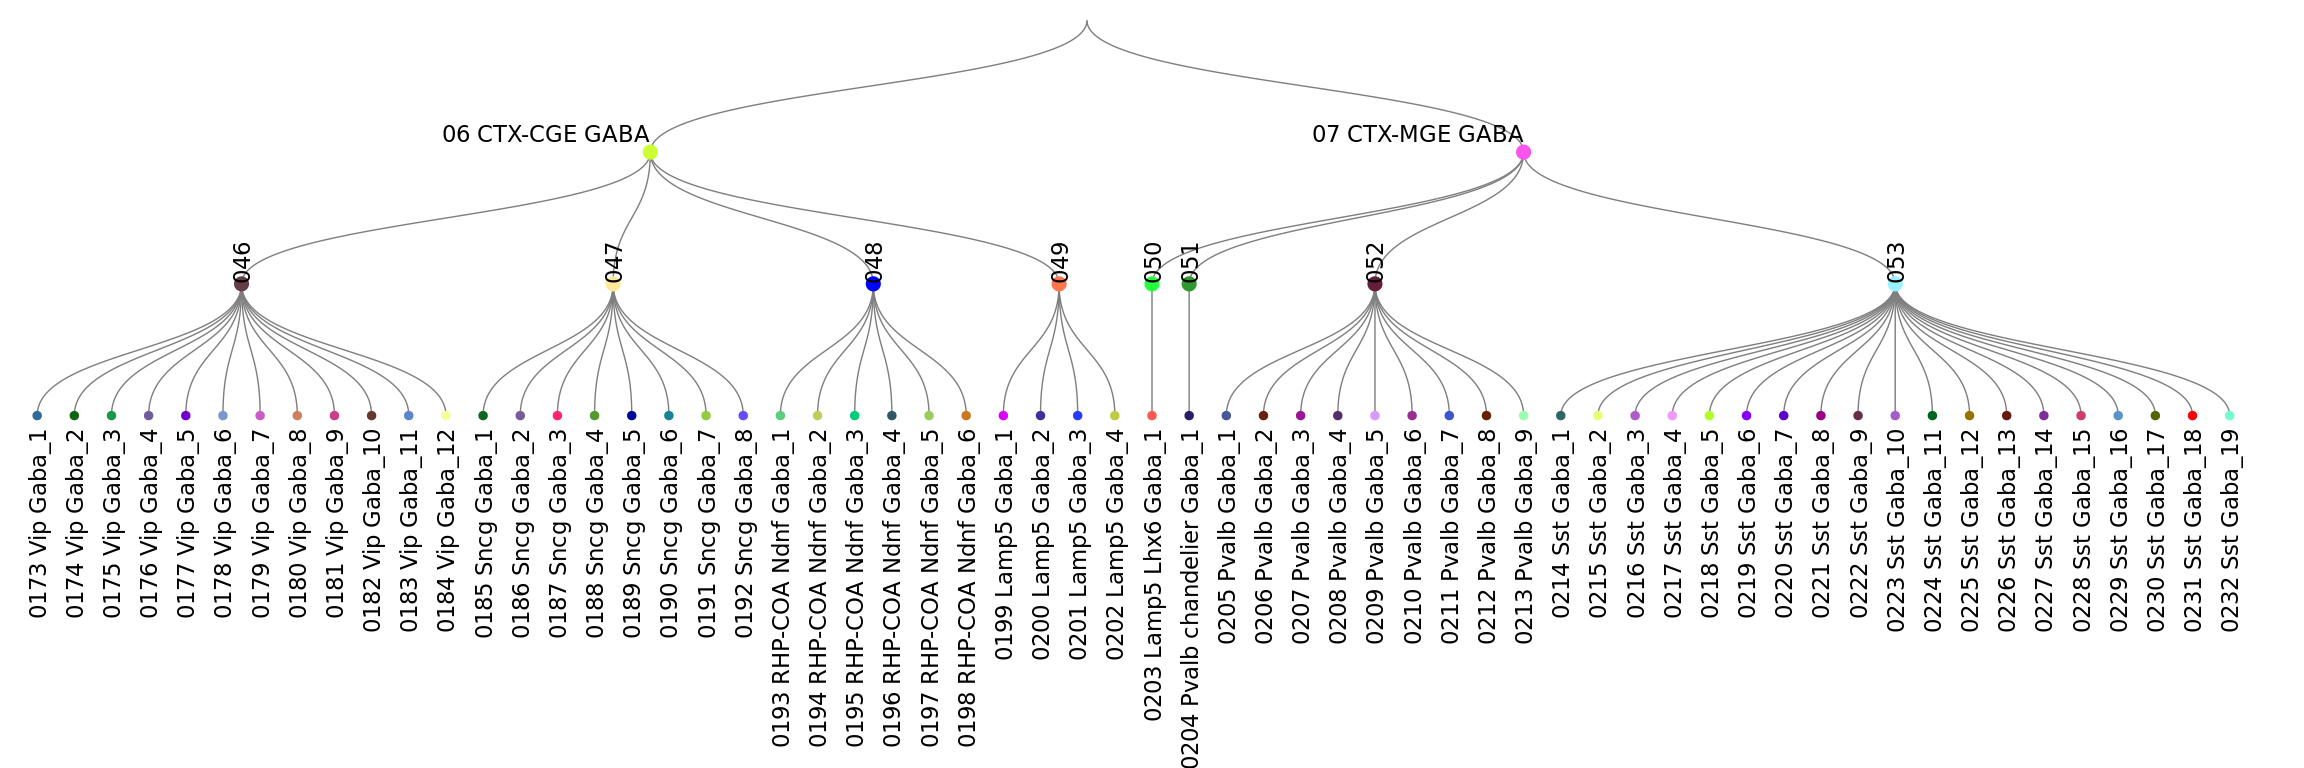 06 CTX-CGE GABA
07 CTX-MGE GABA
046
047
048
049
050
051
052
053
0173 Vip Gaba_1
0174 Vip Gaba_2
0175 Vip Gaba_3
0176 Vip Gaba_4
0177 Vip Gaba_5
0178 Vip Gaba_6
0179 Vip Gaba_7
0180 Vip Gaba_8
0181 Vip Gaba_9
0182 Vip Gaba_10
0183 Vip Gaba_11
0184 Vip Gaba_12
0185 Sncg Gaba_1
0186 Sncg Gaba_2
0187 Sncg Gaba_3
0188 Sncg Gaba_4
0189 Sncg Gaba_5
0190 Sncg Gaba_6
0191 Sncg Gaba_7
0192 Sncg Gaba_8
0193 RHP-COA Ndnf Gaba_1
0194 RHP-COA Ndnf Gaba_2
0195 RHP-COA Ndnf Gaba_3
0196 RHP-COA Ndnf Gaba_4
0197 RHP-COA Ndnf Gaba_5
0198 RHP-COA Ndnf Gaba_6
0199 Lamp5 Gaba_1
0200 Lamp5 Gaba_2
0201 Lamp5 Gaba_3
0202 Lamp5 Gaba_4
0203 Lamp5 Lhx6 Gaba_1
0204 Pvalb chandelier Gaba_1
0205 Pvalb Gaba_1
0206 Pvalb Gaba_2
0207 Pvalb Gaba_3
0208 Pvalb Gaba_4
0209 Pvalb Gaba_5
0210 Pvalb Gaba_6
0211 Pvalb Gaba_7
0212 Pvalb Gaba_8
0213 Pvalb Gaba_9
0214 Sst Gaba_1
0215 Sst Gaba_2
0216 Sst Gaba_3
0217 Sst Gaba_4
0218 Sst Gaba_5
0219 Sst Gaba_6
0220 Sst Gaba_7
0221 Sst Gaba_8
0222 Sst Gaba_9
0223 Sst Gaba_10
0224 Sst Gaba_11
0225 Sst Gaba_12
0226 Sst Gaba_13
0227 Sst Gaba_14
0228 Sst Gaba_15
0229 Sst Gaba_16
0230 Sst Gaba_17
0231 Sst Gaba_18
0232 Sst Gaba_19